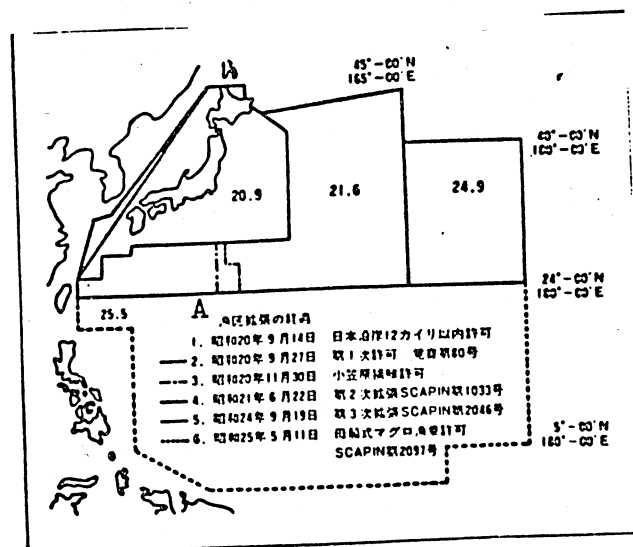 45°-00'N
165°-00'E
40°-00'N
180°-00'E
20.9
21.6
24.9
24°-00'N
180°-00'E
25.5
A
漁区拡張の経過
1. 昭和20年9月14日 日本沿岸12カイリ以内許可
2. 昭和20年9月27日 第1次許可 覚書第80号
3. 昭和20年11月30日 小笠原捕鯨許可
4. 昭和21年6月22日 第2次拡張SCAPIN第1033号
5. 昭和24年9月19日 第3次拡張SCAPIN第2046号
6. 昭和25年5月11日 母船式マグロ漁業許可
SCAPIN第2097号
5°-00'N
180°-00'E